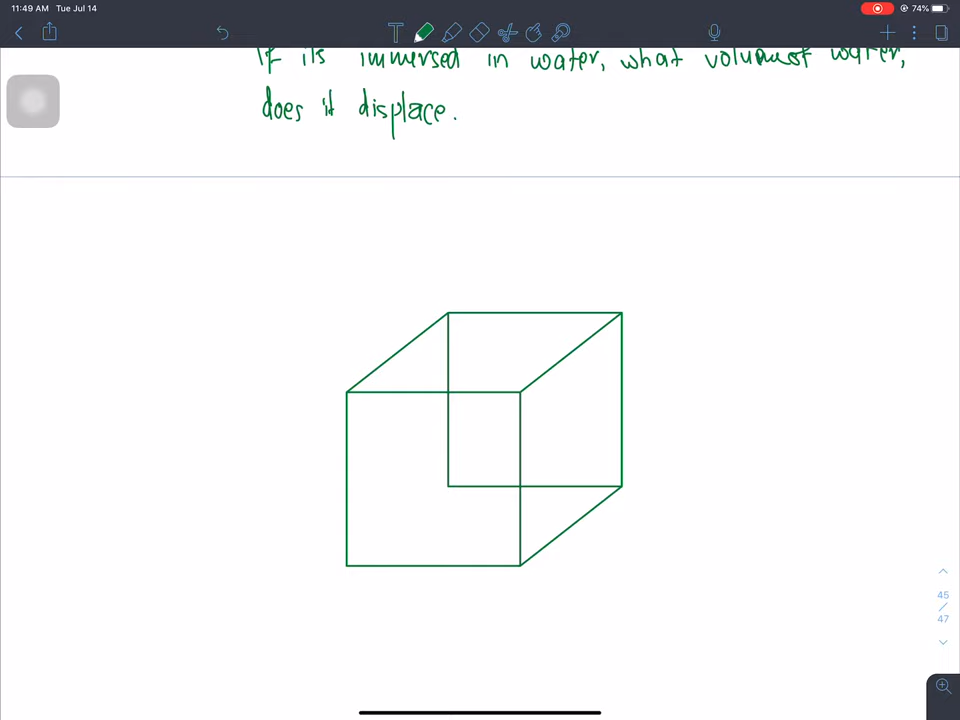 11:49 AM Tue Jul 14
74%
If its immersed in water, what of water,
does it displace.
45
/
47